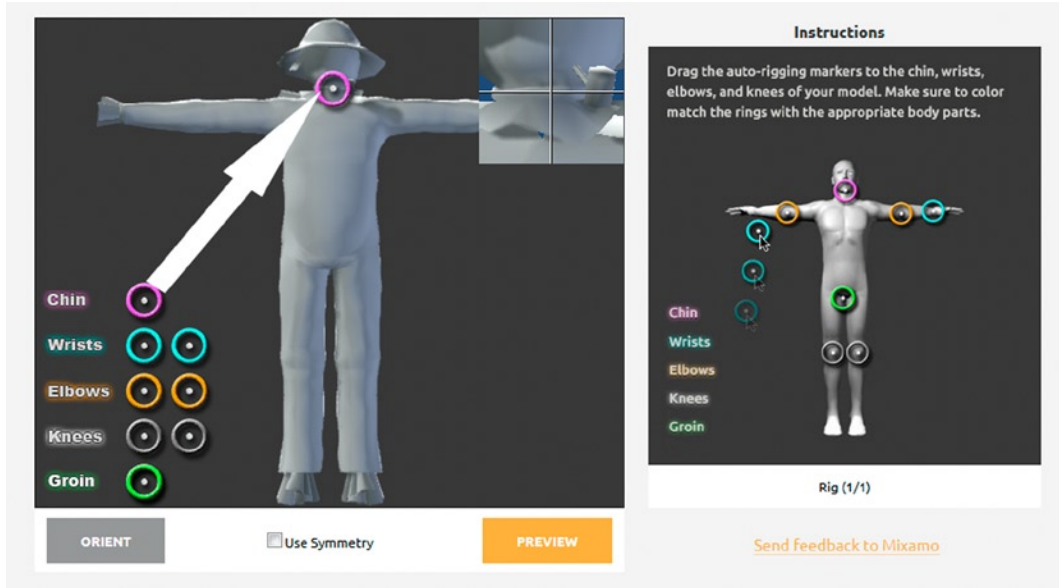 Chin
Wrists
Elbows
Knees
Groin
ORIENT
Use Symmetry
PREVIEW
Instructions
Drag the auto-rigging markers to the chin, wrists,
elbows, and knees of your model. Make sure to color
match the rings with the appropriate body parts.
Chin
Wrists
Elbows
Knees
Groin
Rig (1/1)
Send feedback to Mixamo